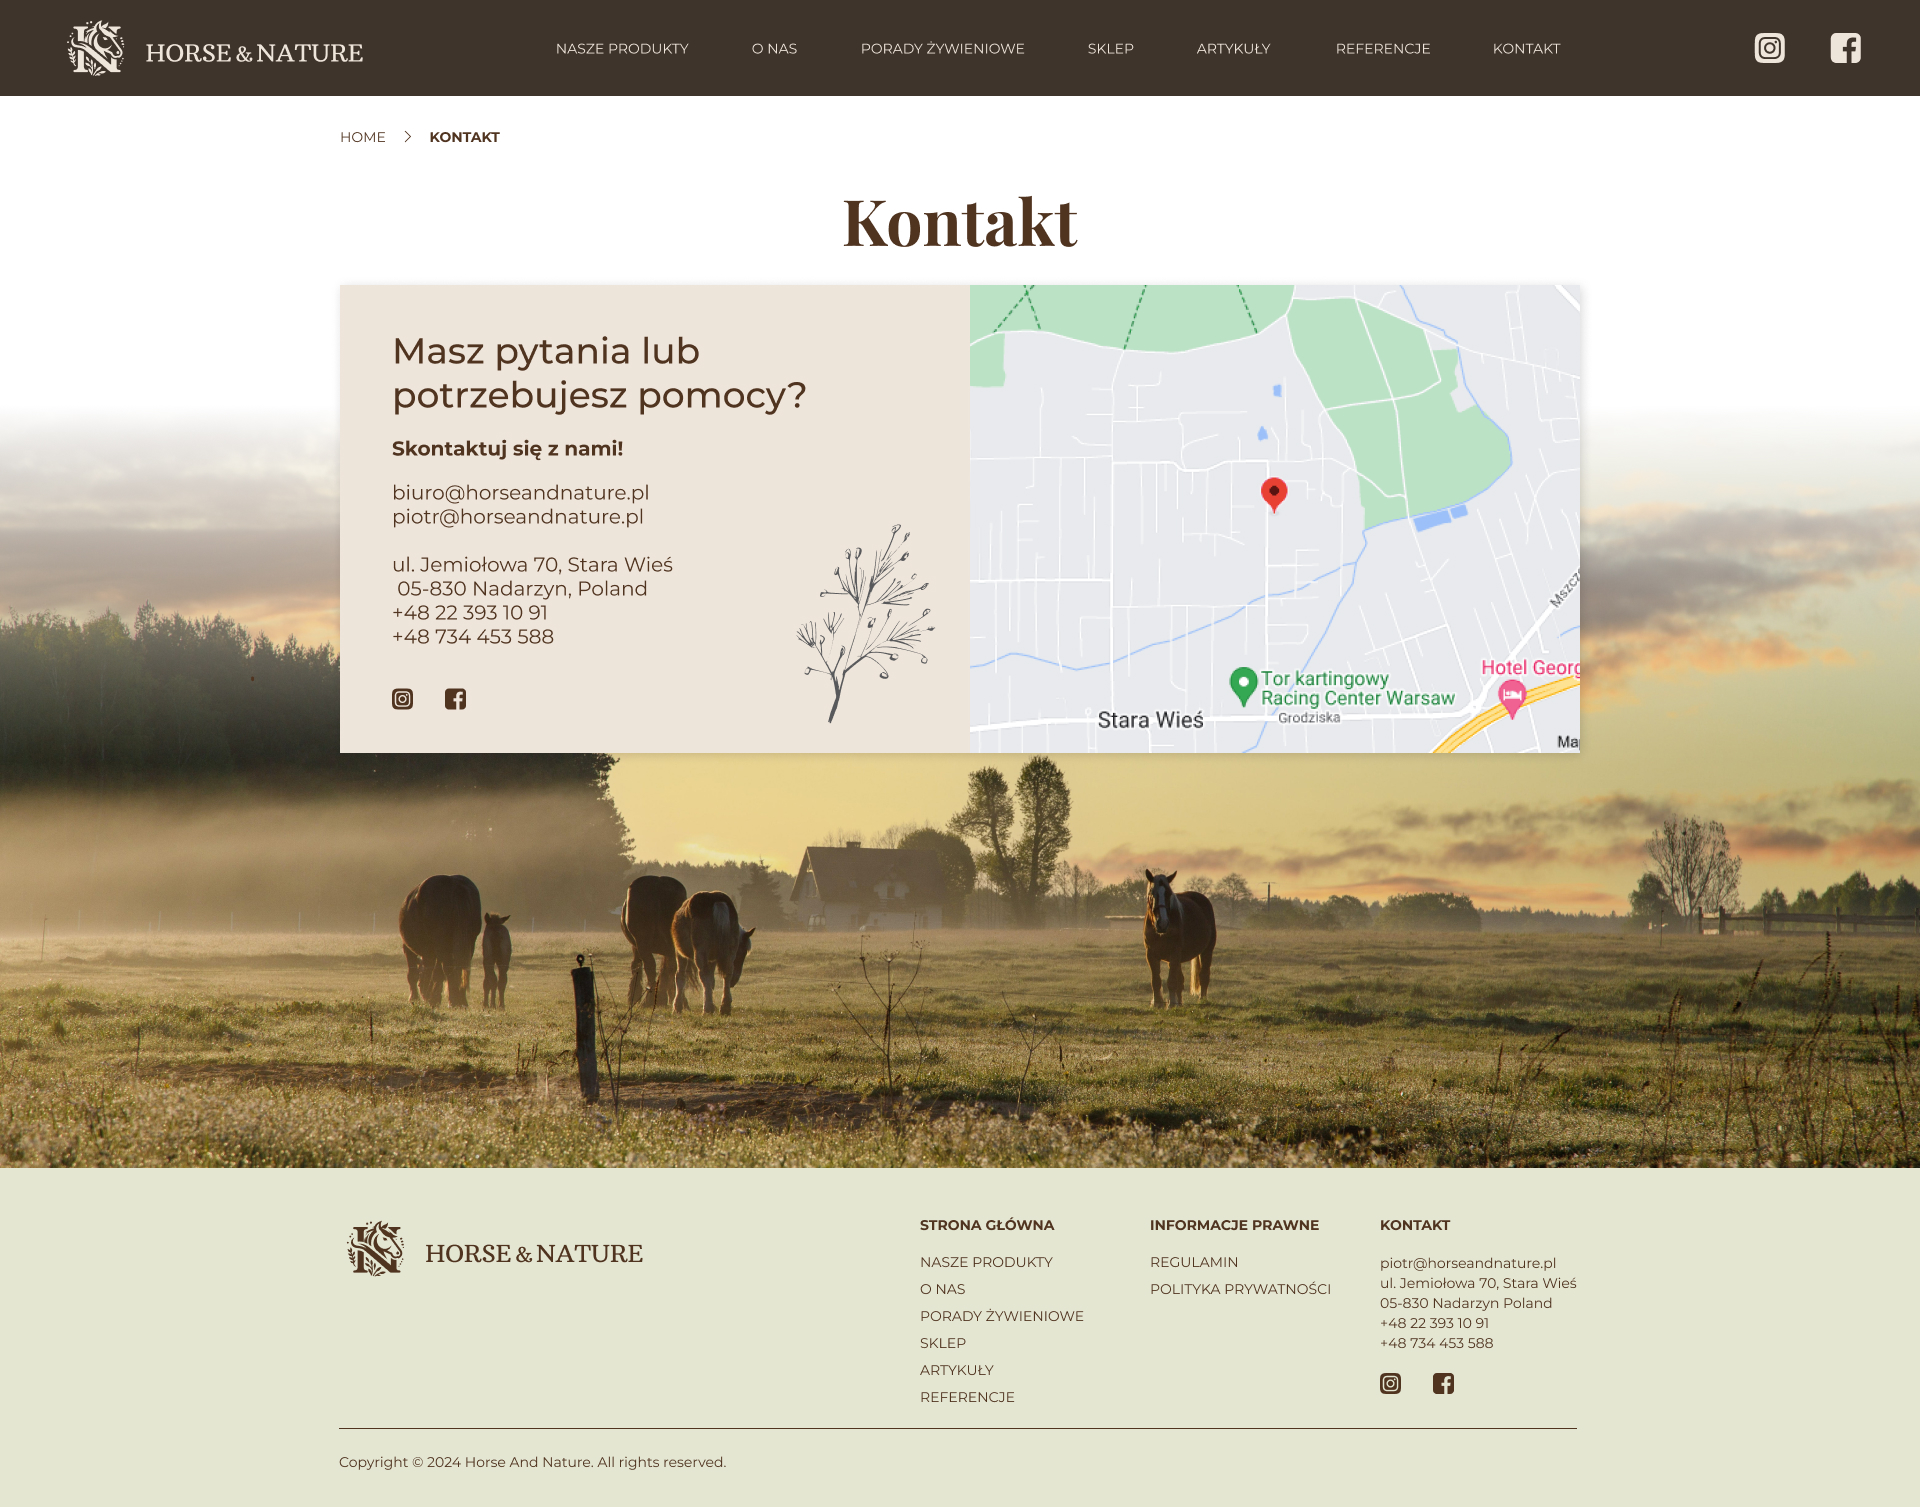 HORSE & NATURE
NASZE PRODUKTY
O NAS
PORADY ŻYWIENIOWE
SKLEP
ARTYKUŁY
REFERENCJE
KONTAKT
HOME
KONTAKT
Kontakt
Masz pytania lub
potrzebujesz pomocy?
Skontaktuj się z nami!
biuro@horseandnature.pl
piotr@horseandnature.pl
ul. Jemiołowa 70, Stara Wieś
05-830 Nadarzyn, Poland
+48 22 393 10 91
+48 734 453 588
Mszcz
Hotel Georg
Tor kartingowy
Racing Center Warsaw
Grodziska
Stara Wieś
Ma
HORSE & NATURE
STRONA GŁÓWNA
NASZE PRODUKTY
O NAS
PORADY ŻYWIENIOWE
SKLEP
ARTYKUŁY
REFERENCJE
INFORMACJE PRAWNE
REGULAMIN
POLITYKA PRYWATNOŚCI
KONTAKT
piotr@horseandnature.pl
ul. Jemiołowa 70, Stara Wieś
05-830 Nadarzyn Poland
+48 22 393 10 91
+48 734 453 588
Copyright © 2024 Horse And Nature. All rights reserved.